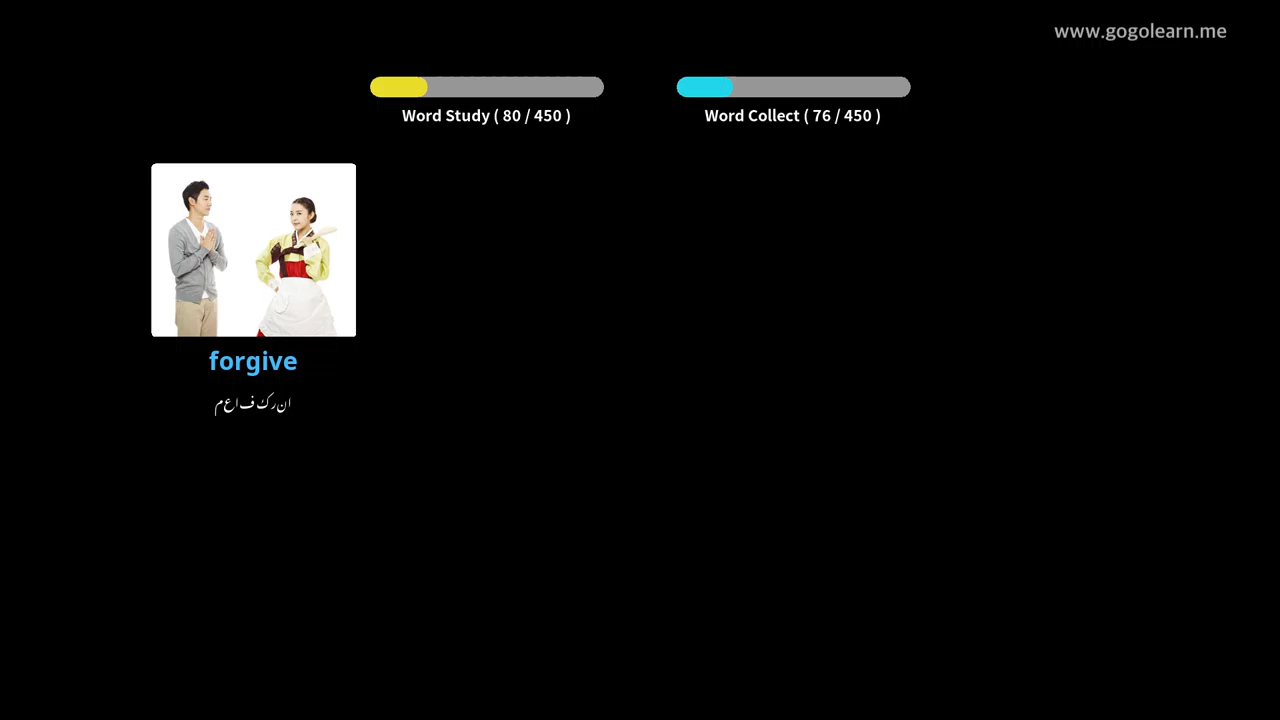 www.gogolearn.me
Word Study ( 80 / 450 )
Word Collect ( 76 / 450 )
forgive
معاف کرنا